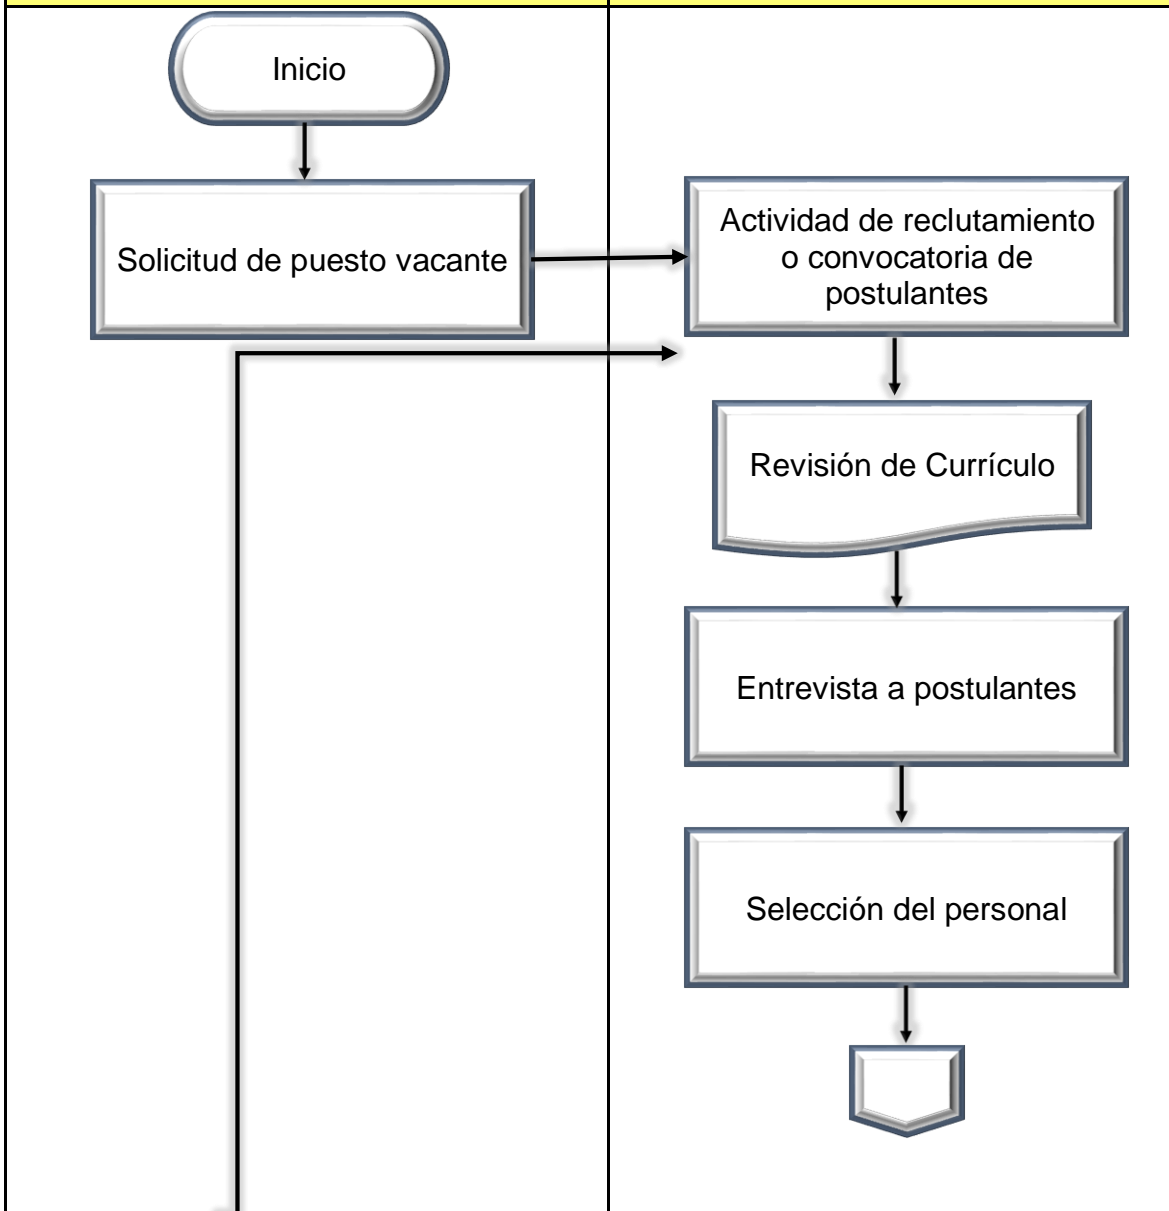 Inicio
Solicitud de puesto vacante
Actividad de reclutamiento
o convocatoria de
postulantes
Revisión de Currículo
Entrevista a postulantes
Selección del personal